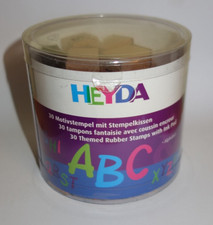 HEYDA
30 Motivstempel mit Stempelkissen
30 tampons fantaisie avec coussin encreur
30 Themed Rubber Stamps with Ink Pad
ABC